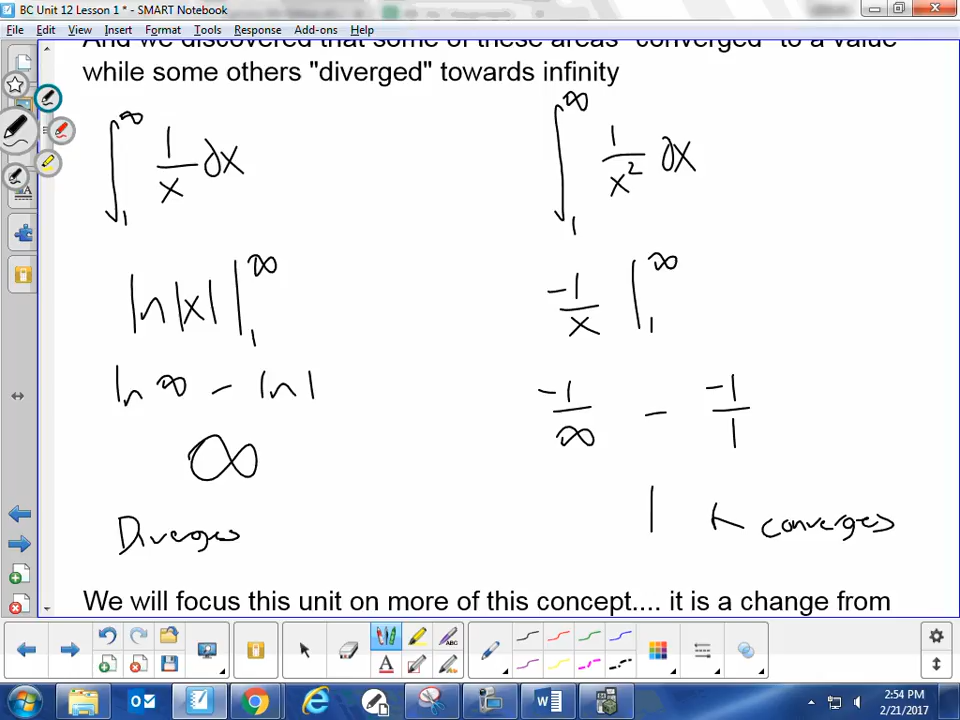 BC Unit 12 Lesson 1 * - SMART Notebook
File Edit View Insert Format Tools Response Add-ons Help
And we discovered that some of these areas "converged" to a value
while some others "diverged" towards infinity
∫₁^∞ 1/x dx
ln|x| |₁^∞
ln ∞ - ln 1
∞
Diverges
∫₁^∞ 1/x² dx
-1/x |₁^∞
-1/∞ - -1/1
1 ← converges
We will focus this unit on more of this concept.... it is a change from
2:54 PM
2/21/2017